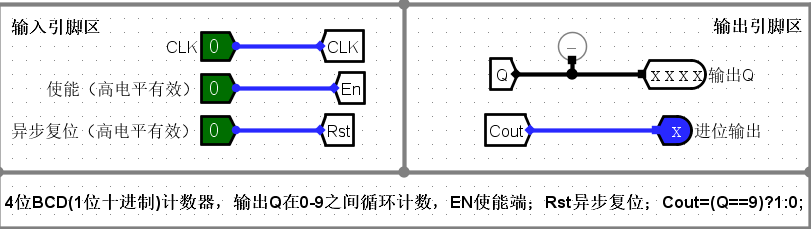 输入引脚区
CLK 0 CLK
使能（高电平有效） 0 En
异步复位（高电平有效） 0 Rst
输出引脚区
-
Q x x x x 输出Q
Cout x 进位输出
4位BCD(1位十进制)计数器，输出Q在0-9之间循环计数，EN使能端；Rst异步复位；Cout=(Q==9)?1:0;